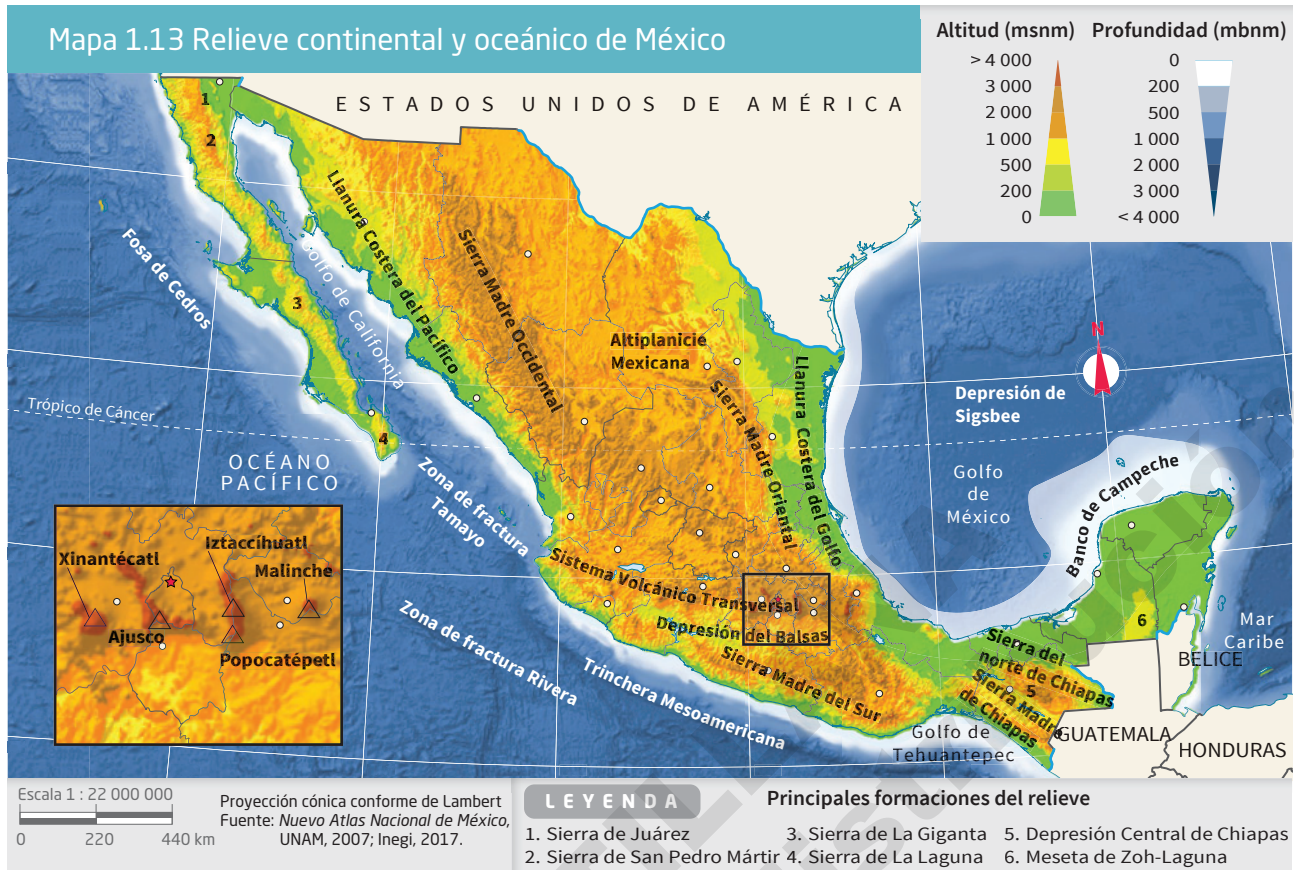 Mapa 1.13 Relieve continental y oceánico de México
Altitud (msnm)
> 4 000
3 000
2 000
1 000
500
200
0
Profundidad (mbnm)
0
200
500
1 000
2 000
3 000
< 4 000
ESTADOS UNIDOS DE AMÉRICA
1
2
3
4
Fosa de Cedros
Golfo de California
Llanura Costera del Pacífico
Sierra Madre Occidental
Altiplanicie
Mexicana
Sierra Madre Oriental
Llanura Costera del Golfo
N
Depresión de
Sigsbee
Trópico de Cáncer
OCÉANO
PACÍFICO
Golfo
de
México
Banco de Campeche
Zona de fractura
Tamayo
Zona de fractura Rivera
Trinchera Mesoamericana
Sistema Volcánico Transversal
Depresión del Balsas
Sierra Madre del Sur
Sierra del
norte de Chiapas
5
Sierra Madre
de Chiapas
6
Mar
Caribe
BELICE
GUATEMALA
HONDURAS
Golfo de
Tehuantepec
Xinantécatl
Iztaccíhuatl
Malinche
Ajusco
Popocatépetl
Escala 1 : 22 000 000
0 220 440 km
Proyección cónica conforme de Lambert
Fuente: Nuevo Atlas Nacional de México,
UNAM, 2007; Inegi, 2017.
LEYENDA
Principales formaciones del relieve
1. Sierra de Juárez
2. Sierra de San Pedro Mártir
3. Sierra de La Giganta
4. Sierra de La Laguna
5. Depresión Central de Chiapas
6. Meseta de Zoh-Laguna